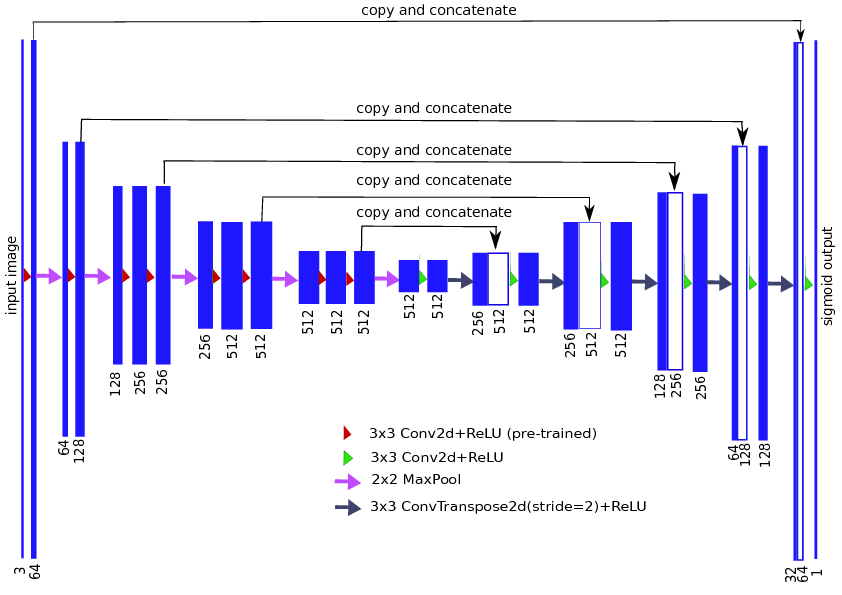 copy and concatenate
copy and concatenate
copy and concatenate
copy and concatenate
copy and concatenate
input image
sigmoid output
3
64
64
128
128
256
256
256
512
512
512
512
512
512
512
256
512
512
256
512
512
128
256
256
64
128
128
32
64
1
3x3 Conv2d+ReLU (pre-trained)
3x3 Conv2d+ReLU
2x2 MaxPool
3x3 ConvTranspose2d(stride=2)+ReLU